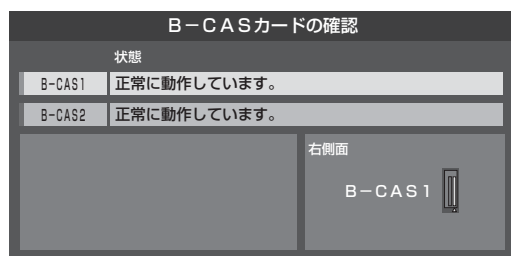 B－CASカードの確認
状態
B-CAS1 正常に動作しています。
B-CAS2 正常に動作しています。
右側面
B－CAS1